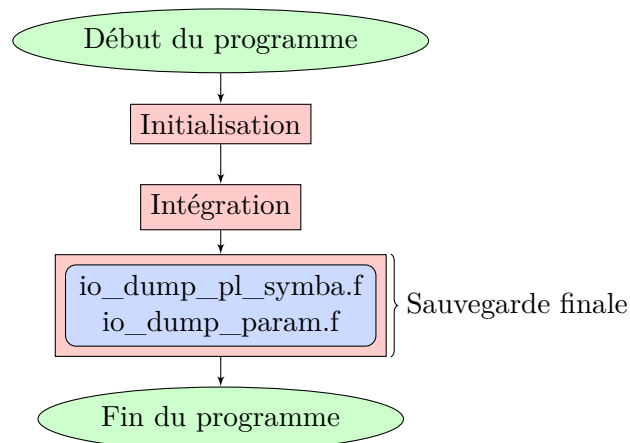 Début du programme
Initialisation
Intégration
io_dump_pl_symba.f
io_dump_param.f
Sauvegarde finale
Fin du programme